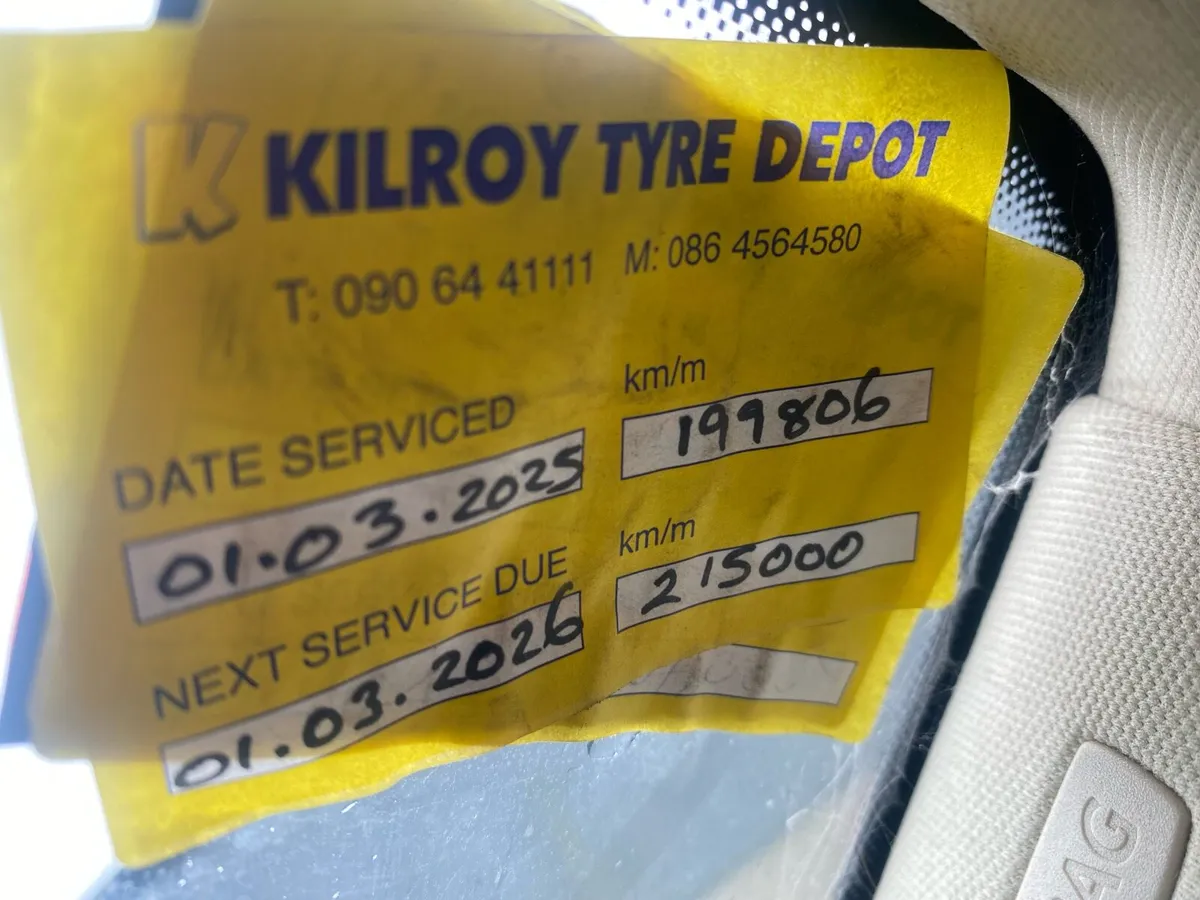 K KILROY TYRE DEPOT
T: 090 64 41111 M: 086 4564580
DATE SERVICED km/m
01.03.2025 199806
NEXT SERVICE DUE km/m
01.03.2026 215000
BAG